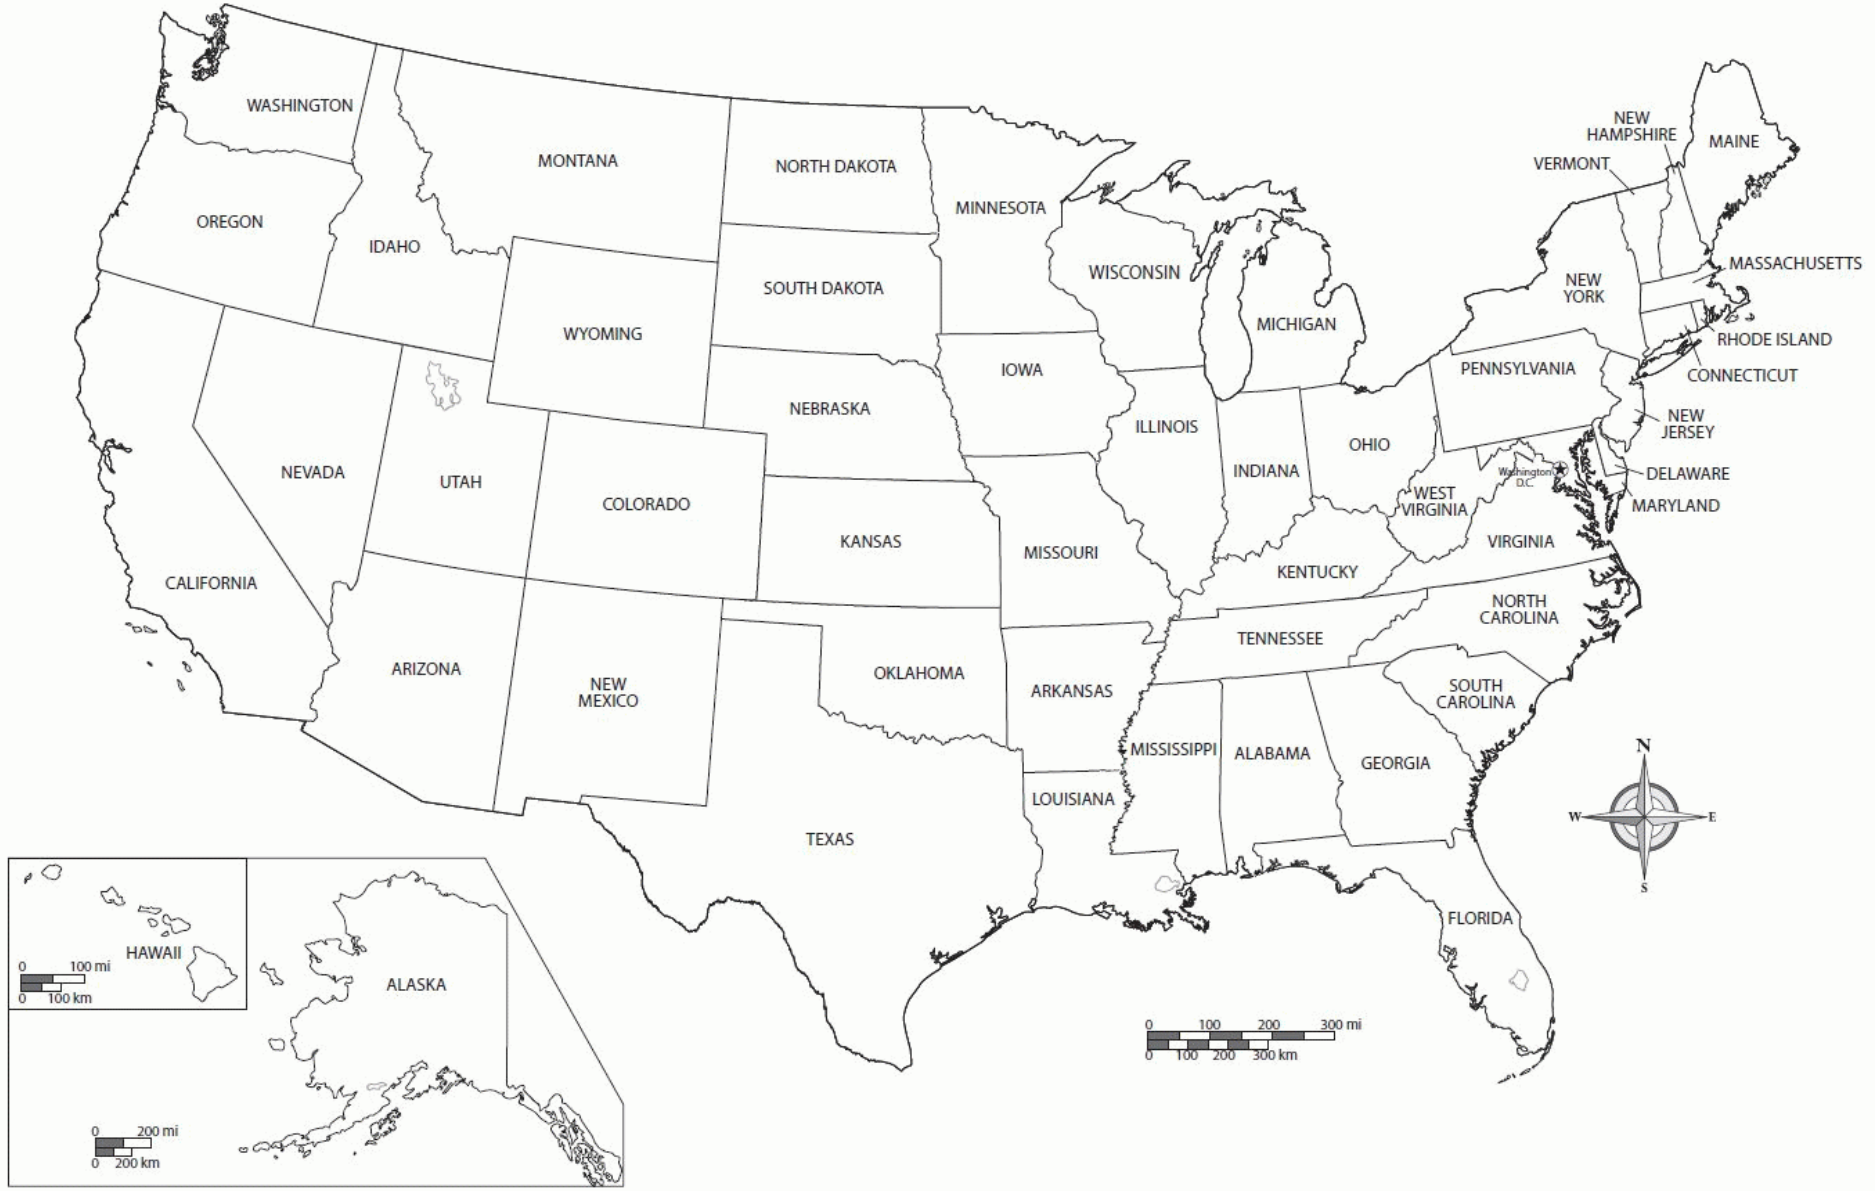 WASHINGTON
OREGON
IDAHO
MONTANA
NORTH DAKOTA
SOUTH DAKOTA
WYOMING
NEBRASKA
MINNESOTA
WISCONSIN
MICHIGAN
IOWA
ILLINOIS
INDIANA
OHIO
PENNSYLVANIA
NEW
YORK
VERMONT
NEW
HAMPSHIRE
MAINE
MASSACHUSETTS
RHODE ISLAND
CONNECTICUT
NEW
JERSEY
DELAWARE
MARYLAND
Washington
D.C.
WEST
VIRGINIA
VIRGINIA
CALIFORNIA
NEVADA
UTAH
COLORADO
KANSAS
MISSOURI
KENTUCKY
NORTH
CAROLINA
TENNESSEE
SOUTH
CAROLINA
ARIZONA
NEW
MEXICO
OKLAHOMA
ARKANSAS
MISSISSIPPI
ALABAMA
GEORGIA
LOUISIANA
TEXAS
FLORIDA
HAWAII
0 100 mi
0 100 km
ALASKA
0 200 mi
0 200 km
0 100 200 300 mi
0 100 200 300 km
N
W E
S